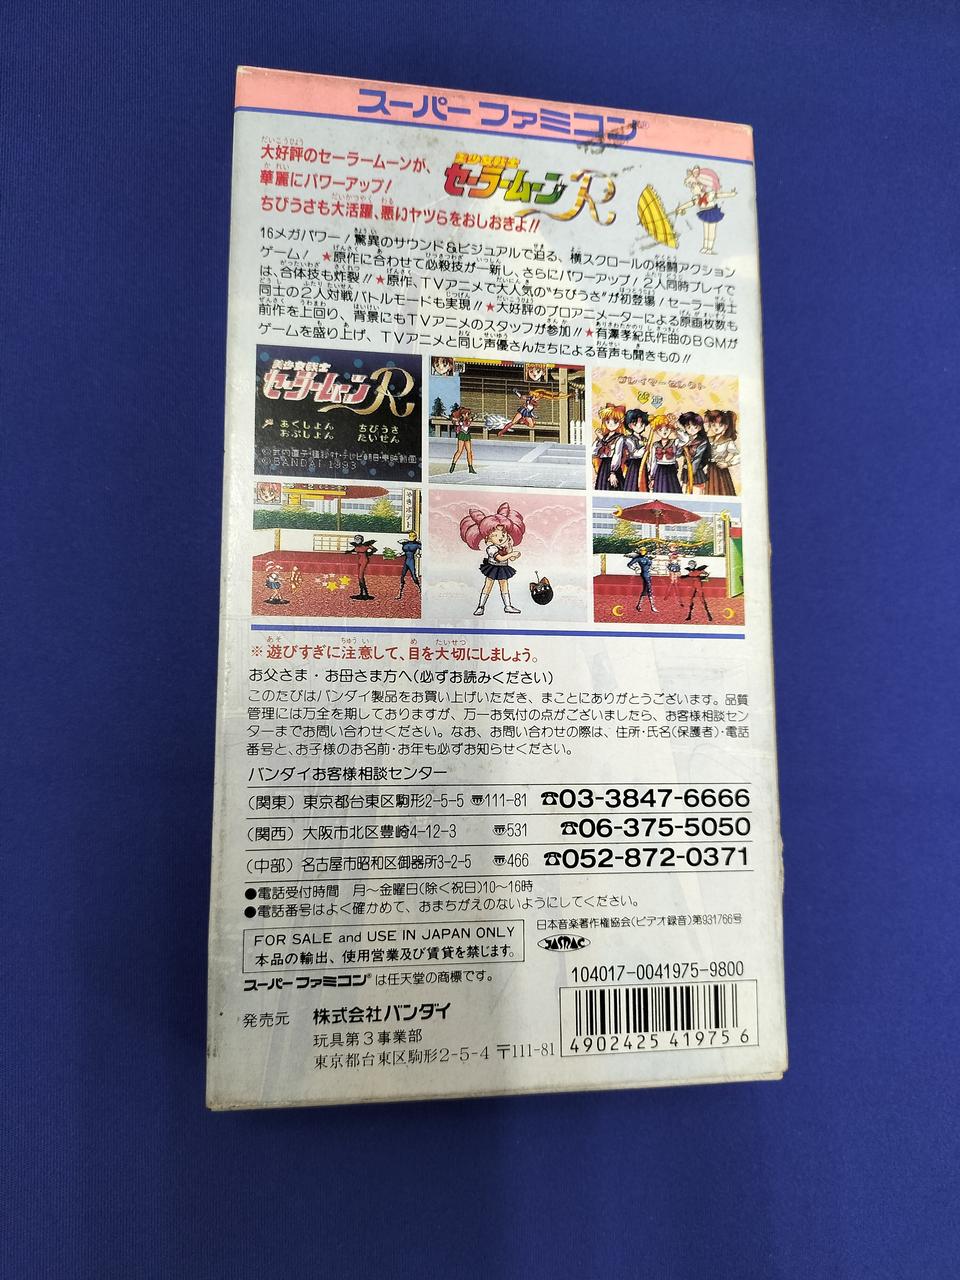 スーパーファミコン
大好評のセーラームーンが、
華麗にパワーアップ!
ちびうさも大活躍、悪いヤツらをおしおきよ!!
美少女戦士
セーラームーンR
16メガパワー!驚異のサウンド&ビジュアルで迫る、横スクロールの格闘アクション
ゲーム! ★原作に合わせて必殺技が一新し、さらにパワーアップ!2人同時プレイで
は、合体技も炸裂!!★原作、TVアニメで大人気の"ちびうさ"が初登場!セーラー戦士
同士の2人対戦バトルモードも実現!!★大好評のプロアニメーターによる原画枚数も
前作を上回り、背景にもTVアニメのスタッフが参加!!★有澤孝紀氏作曲のBGMが
ゲームを盛り上げ、TVアニメと同じ声優さんたちによる音声も聞きもの!!
美少女戦士
セーラームーンR
あくしょん ちびうさ
おぷしょん たいせん
©BANDAI 1993
プレイヤーセレクト
※遊びすぎに注意して、目を大切にしましょう。
お父さま・お母さま方へ(必ずお読みください)
このたびはバンダイ製品をお買い上げいただき、まことにありがとうございます。品質
管理には万全を期しておりますが、万一お気付の点がございましたら、お客様相談セン
ターまでお問い合わせください。なお、お問い合わせの際は、住所・氏名(保護者)・電話
番号と、お子様のお名前・お年も必ずお知らせください。
バンダイお客様相談センター
(関東) 東京都台東区駒形2-5-5 〠111-81 ☎03-3847-6666
(関西) 大阪市北区豊崎4-12-3 〠531 ☎06-375-5050
(中部) 名古屋市昭和区御器所3-2-5 〠466 ☎052-872-0371
●電話受付時間 月〜金曜日(除く祝日)10〜16時
●電話番号はよく確かめて、おまちがえのないようにしてください。
日本音楽著作権協会(ビデオ録音)第931766号
JASRAC
FOR SALE and USE IN JAPAN ONLY
本品の輸出、使用営業及び賃貸を禁じます。
スーパーファミコン®は任天堂の商標です。
104017-0041975-9800
発売元 株式会社バンダイ
玩具第3事業部
東京都台東区駒形2-5-4 〒111-81
4902425 419756